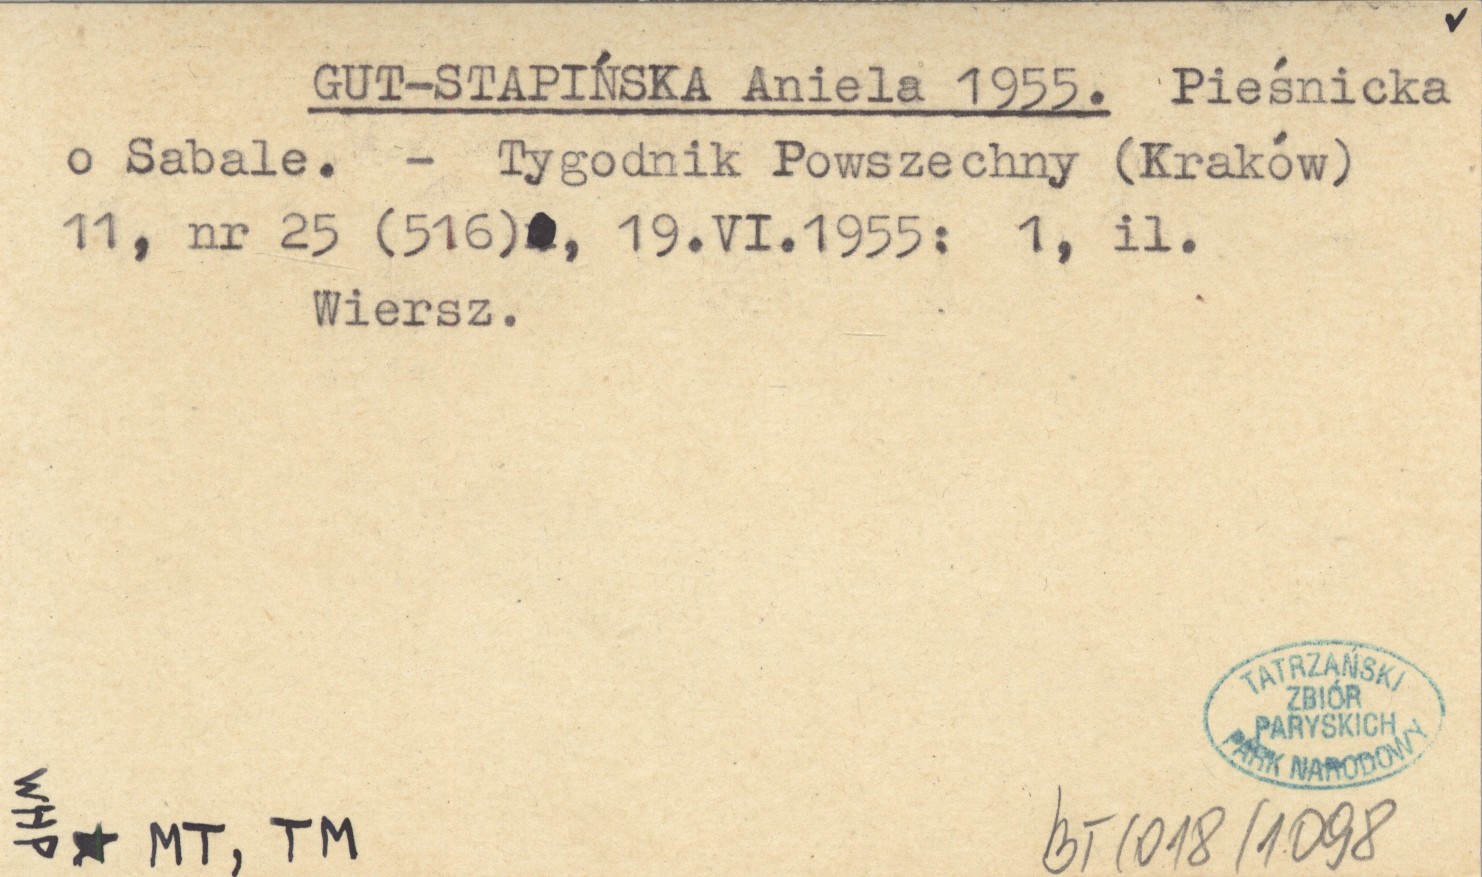 ✓
GUT-STAPIŃSKA Aniela 1955. Pieśnicka
o Sabale. - Tygodnik Powszechny (Kraków)
11, nr 25 (516), 19.VI.1955: 1, il.
Wiersz.
TATRZAŃSKI
ZBIÓR
PARYSKICH
PARK NARODOWY
WHP
★ MT, TM
BT/018/1098